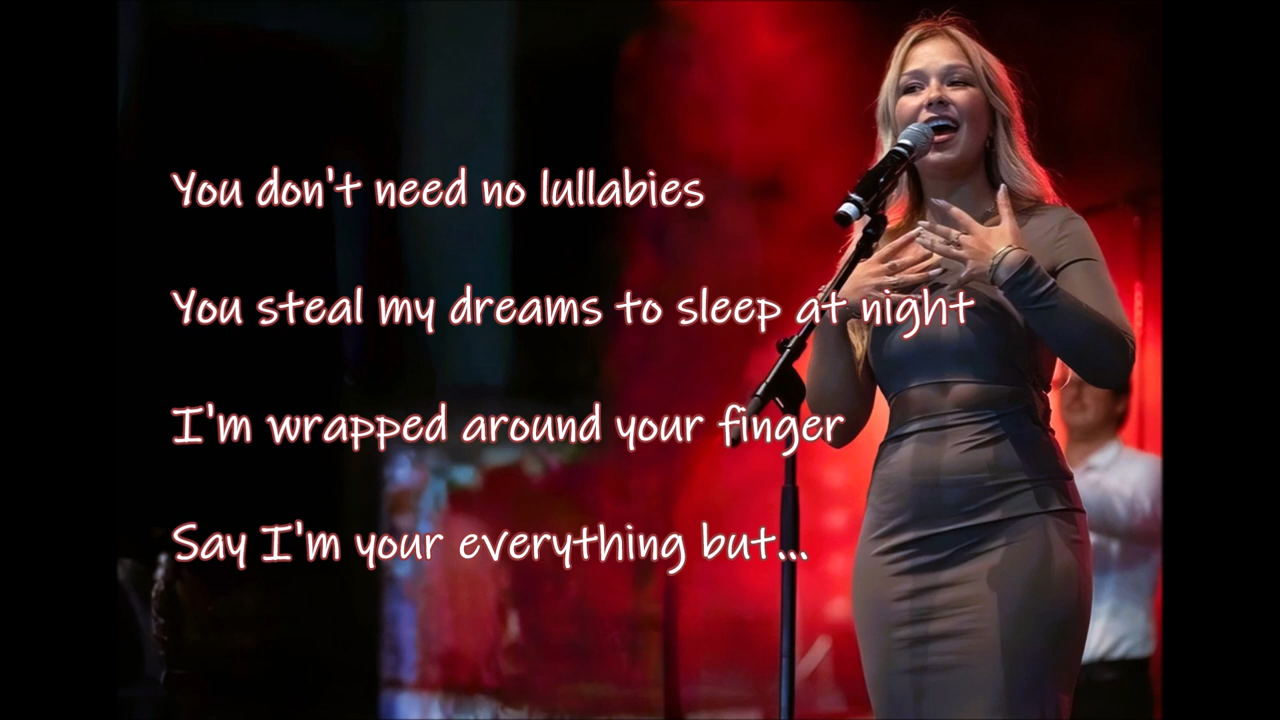 You don't need no lullabies
You steal my dreams to sleep at night
I'm wrapped around your finger
Say I'm your everything but...